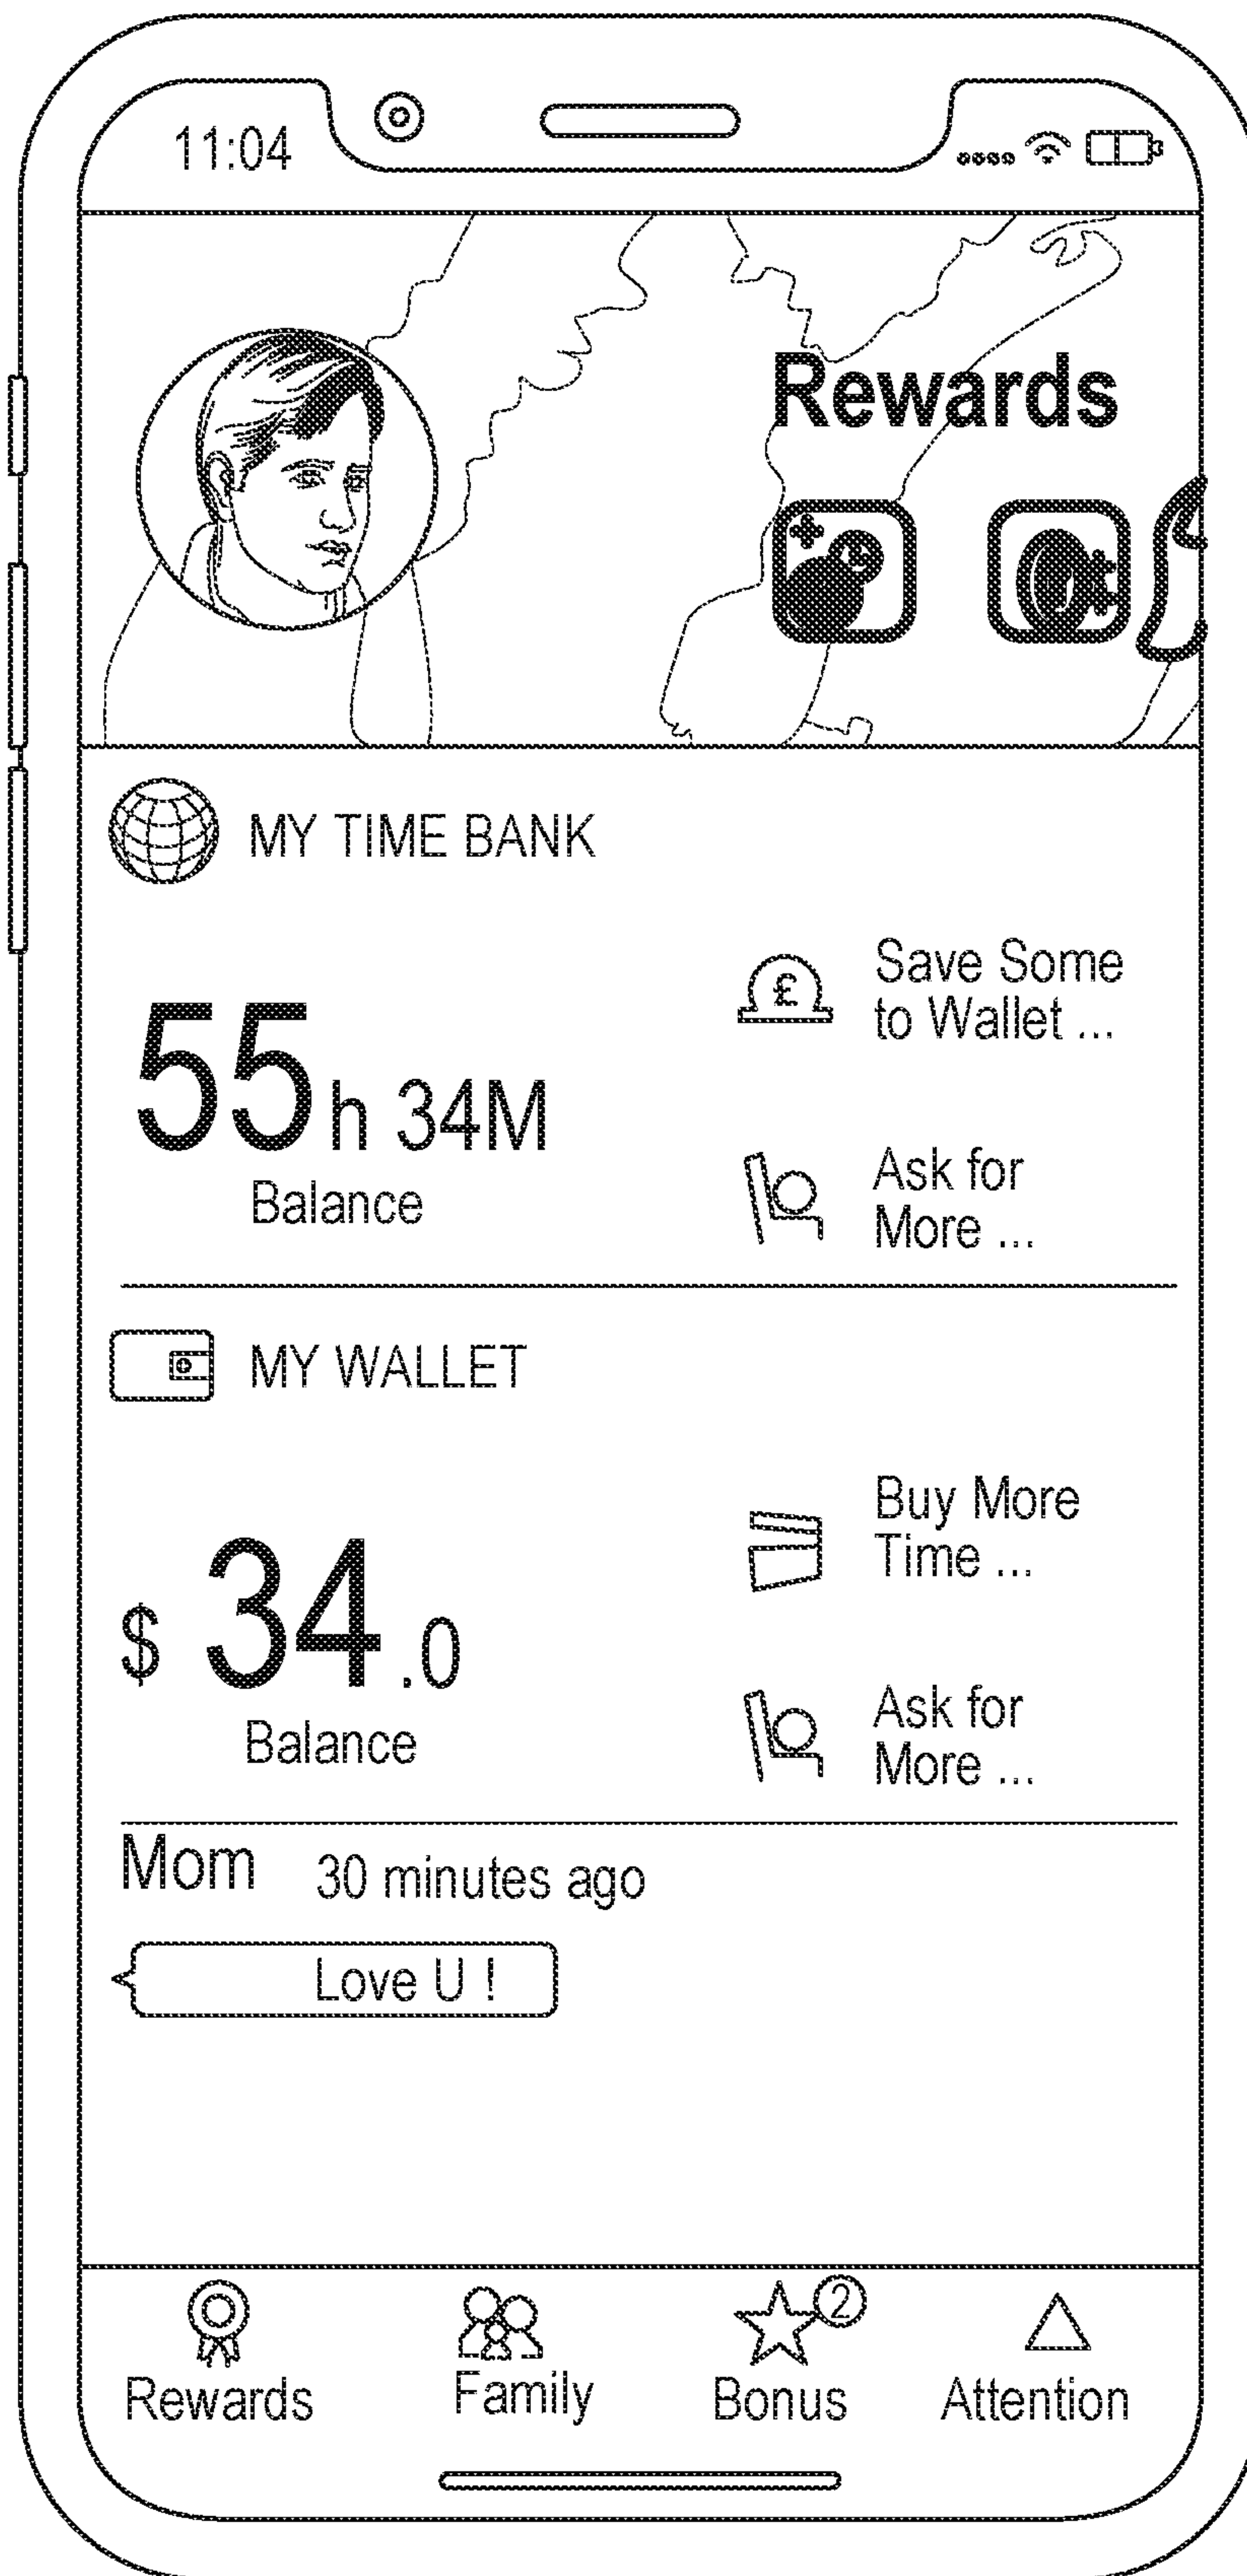 11:04
Rewards
MY TIME BANK
55h 34M
Balance
£
Save Some
to Wallet ...
Ask for
More ...
MY WALLET
$ 34.0
Balance
Buy More
Time ...
Ask for
More ...
Mom 30 minutes ago
Love U !
2
Rewards Family Bonus Attention